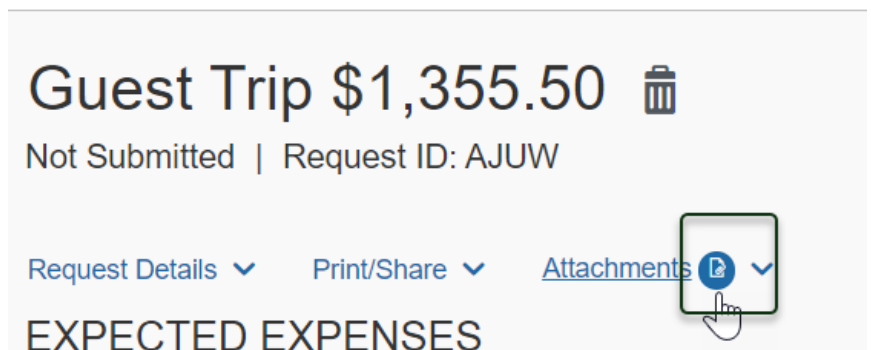 Guest Trip $1,355.50
Not Submitted | Request ID: AJUW
Request Details Print/Share Attachments
EXPECTED EXPENSES